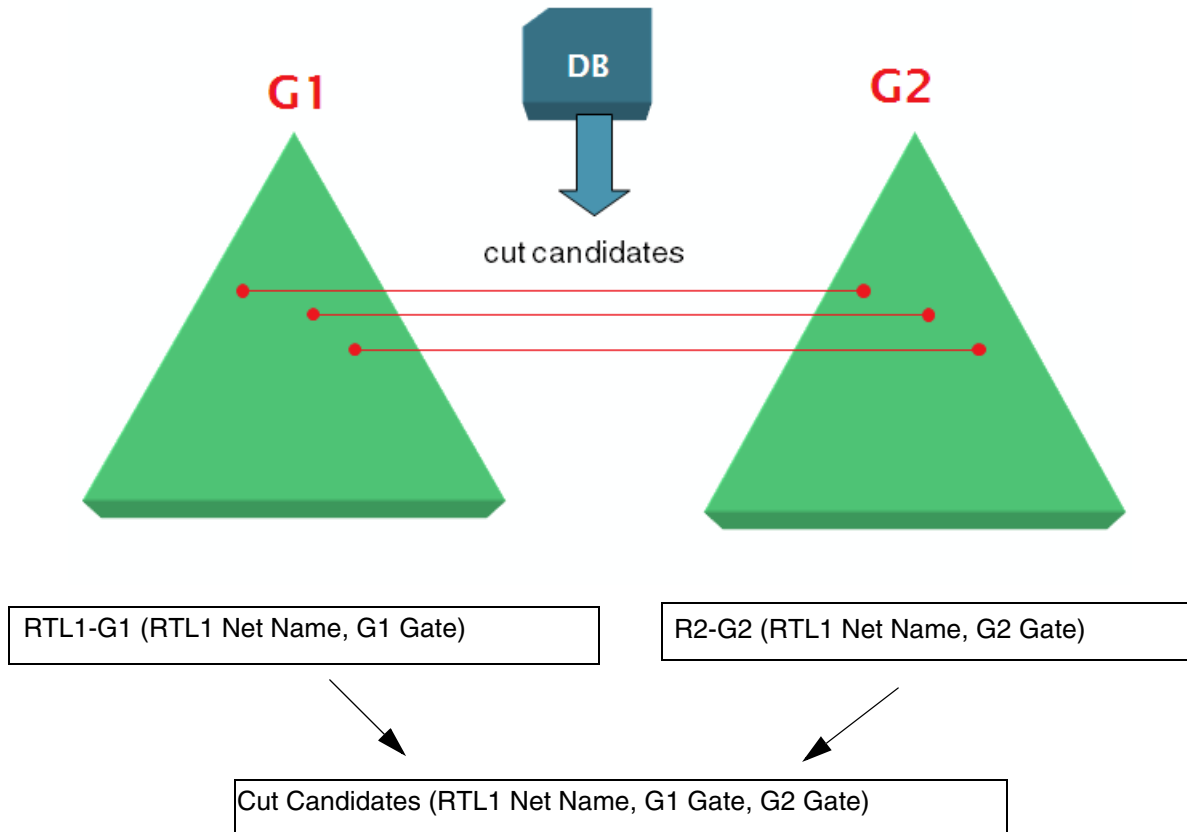 DB
G1
G2
cut candidates
RTL1-G1 (RTL1 Net Name, G1 Gate)
R2-G2 (RTL1 Net Name, G2 Gate)
Cut Candidates (RTL1 Net Name, G1 Gate, G2 Gate)